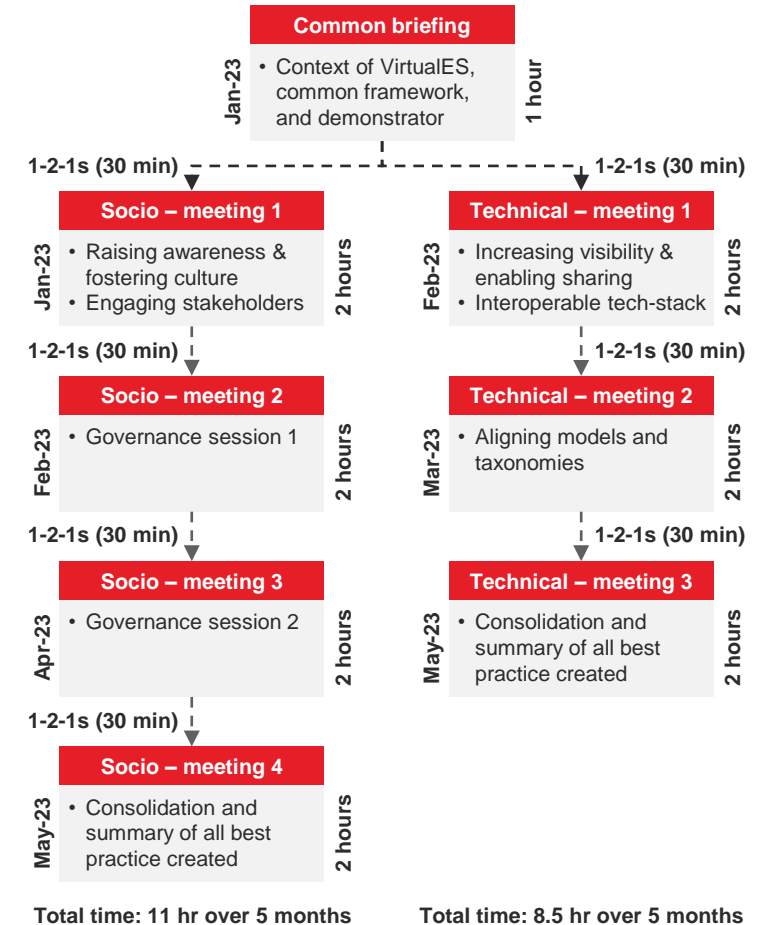 Common briefing
Jan-23
• Context of VirtualES,
common framework,
and demonstrator
1 hour
1-2-1s (30 min)
1-2-1s (30 min)
Socio – meeting 1
Jan-23
• Raising awareness &
fostering culture
• Engaging stakeholders
2 hours
Technical – meeting 1
Feb-23
• Increasing visibility &
enabling sharing
• Interoperable tech-stack
2 hours
1-2-1s (30 min)
1-2-1s (30 min)
Socio – meeting 2
Feb-23
• Governance session 1
2 hours
Technical – meeting 2
Mar-23
• Aligning models and
taxonomies
2 hours
1-2-1s (30 min)
1-2-1s (30 min)
Socio – meeting 3
Apr-23
• Governance session 2
2 hours
Technical – meeting 3
May-23
• Consolidation and
summary of all best
practice created
2 hours
1-2-1s (30 min)
Socio – meeting 4
May-23
• Consolidation and
summary of all best
practice created
2 hours
Total time: 11 hr over 5 months
Total time: 8.5 hr over 5 months